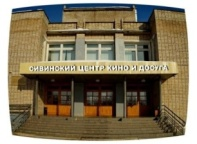 СИВИНСКИЙ ЦЕНТР КИНО И ДОСУГА